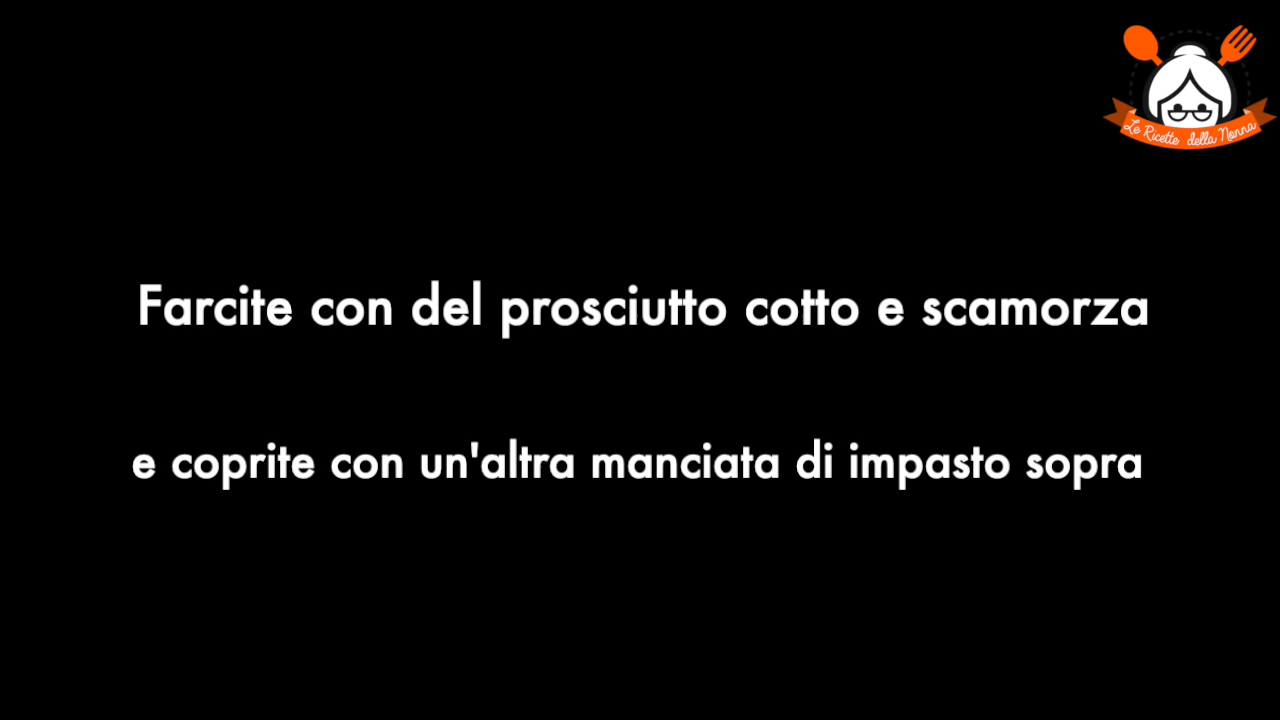 Le Ricette della Nonna
Farcite con del prosciutto cotto e scamorza
e coprite con un'altra manciata di impasto sopra